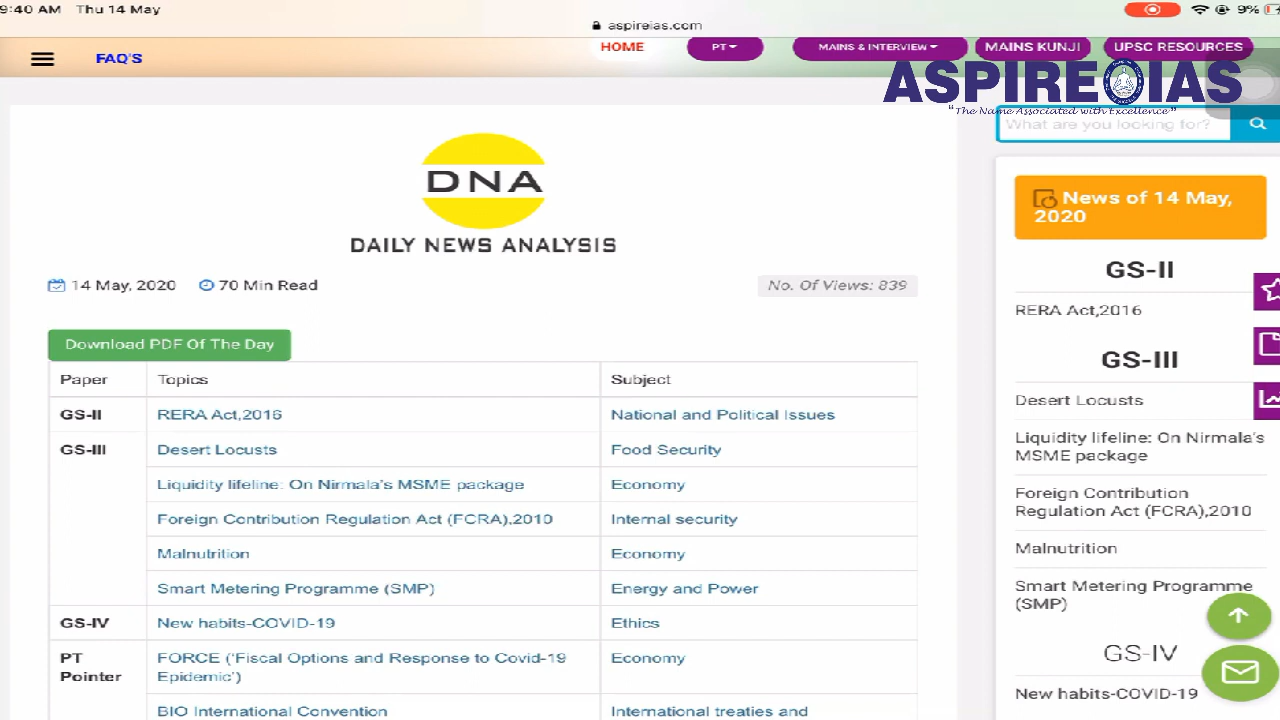 9:40 AM Thu 14 May
9%
aspireias.com
FAQ'S
HOME
PT
MAINS & INTERVIEW
MAINS KUNJI
UPSC RESOURCES
ASPIRE IAS
"The Name Associated with Excellence"
What are you looking for?
DNA
DAILY NEWS ANALYSIS
14 May, 2020
70 Min Read
No. Of Views: 839
Download PDF Of The Day
Paper Topics Subject
GS-II RERA Act,2016 National and Political Issues
GS-III Desert Locusts Food Security
Liquidity lifeline: On Nirmala's MSME package Economy
Foreign Contribution Regulation Act (FCRA),2010 Internal security
Malnutrition Economy
Smart Metering Programme (SMP) Energy and Power
GS-IV New habits-COVID-19 Ethics
PT FORCE ('Fiscal Options and Response to Covid-19 Economy
Pointer Epidemic')
BIO International Convention International treaties and
News of 14 May,
2020
GS-II
RERA Act,2016
GS-III
Desert Locusts
Liquidity lifeline: On Nirmala's
MSME package
Foreign Contribution
Regulation Act (FCRA),2010
Malnutrition
Smart Metering Programme
(SMP)
GS-IV
New habits-COVID-19